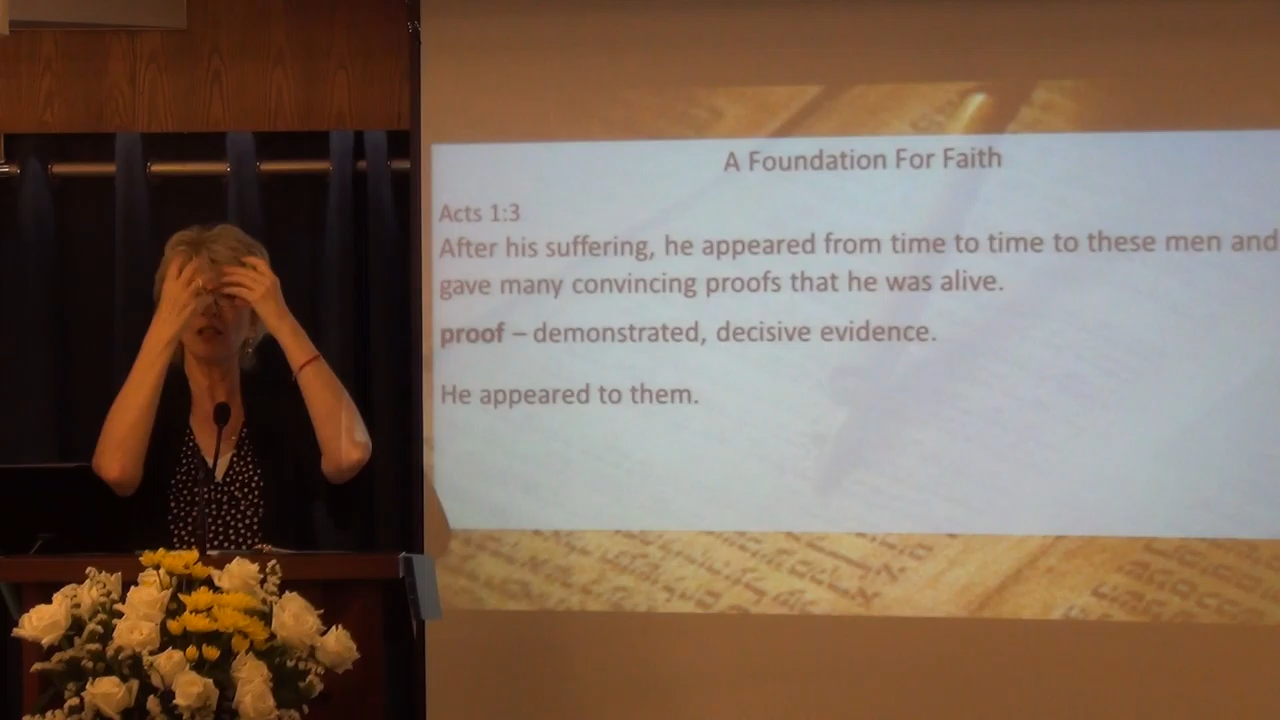 A Foundation For Faith
Acts 1:3
After his suffering, he appeared from time to time to these men and
gave many convincing proofs that he was alive.
proof – demonstrated, decisive evidence.
He appeared to them.